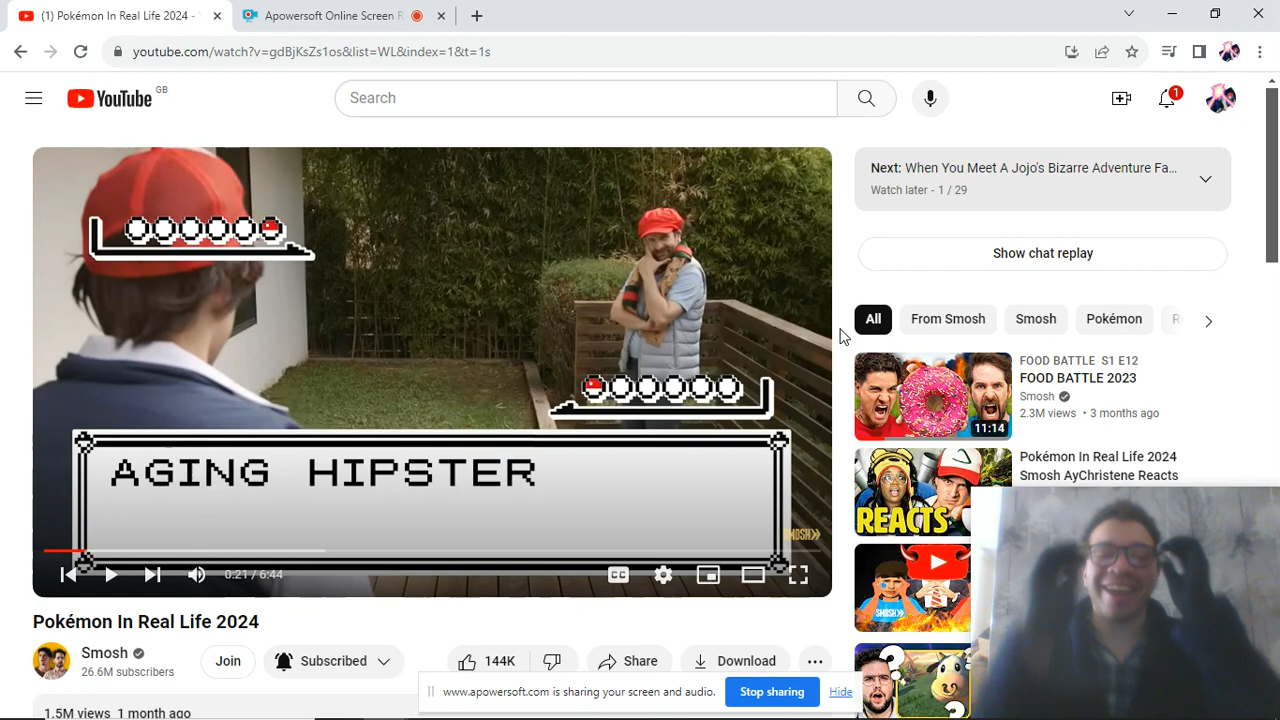 (1) Pokémon In Real Life 2024 -
Apowersoft Online Screen R
youtube.com/watch?v=gdBjKsZs1os&list=WL&index=1&t=1s
YouTube GB
Search
1
Next: When You Meet A Jojo's Bizarre Adventure Fa...
Watch later - 1 / 29
Show chat replay
All
From Smosh
Smosh
Pokémon
R
FOOD BATTLE S1 E12
FOOD BATTLE 2023
Smosh
2.3M views • 3 months ago
11:14
Pokémon In Real Life 2024
Smosh AyChristene Reacts
REACTS
SMOSH
AGING HIPSTER
SMOSH
0:21 / 6:44
CC
Pokémon In Real Life 2024
Smosh
26.6M subscribers
Join
Subscribed
144K
Share
Download
www.apowersoft.com is sharing your screen and audio.
Stop sharing
Hide
1.5M views 1 month ago